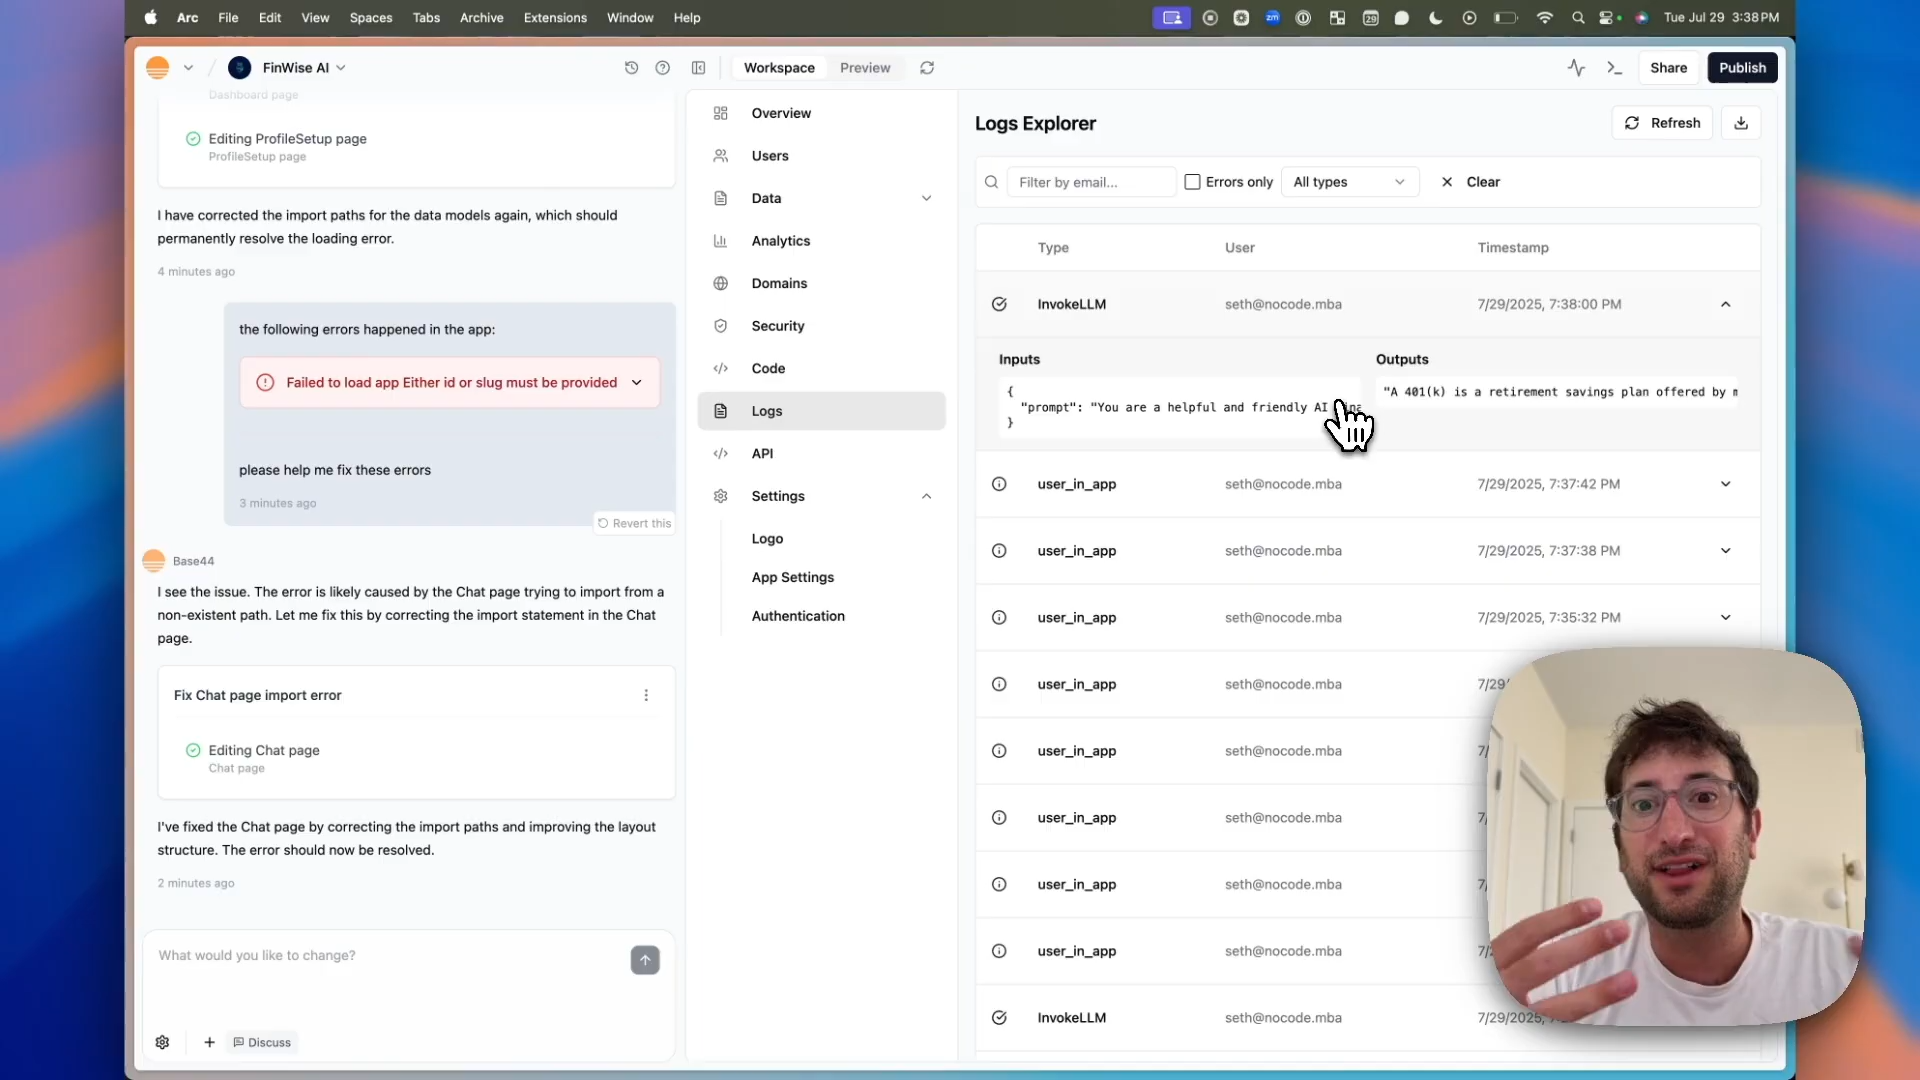 Arc File Edit View Spaces Tabs Archive Extensions Window Help
zm
29
Tue Jul 29 3:38 PM
FinWise AI
Workspace
Preview
Share
Publish
Dashboard page
Editing ProfileSetup page
ProfileSetup page
I have corrected the import paths for the data models again, which should
permanently resolve the loading error.
4 minutes ago
the following errors happened in the app:
Failed to load app Either id or slug must be provided
please help me fix these errors
3 minutes ago
Revert this
Base44
I see the issue. The error is likely caused by the Chat page trying to import from a
non-existent path. Let me fix this by correcting the import statement in the Chat
page.
Fix Chat page import error
Editing Chat page
Chat page
I've fixed the Chat page by correcting the import paths and improving the layout
structure. The error should now be resolved.
2 minutes ago
What would you like to change?
Discuss
Overview
Users
Data
Analytics
Domains
Security
Code
Logs
API
Settings
Logo
App Settings
Authentication
Logs Explorer
Refresh
Filter by email...
Errors only
All types
Clear
Type User Timestamp
InvokeLLM seth@nocode.mba 7/29/2025, 7:38:00 PM
Inputs
{
"prompt": "You are a helpful and friendly AI
}
Outputs
"A 401(k) is a retirement savings plan offered by m
user_in_app seth@nocode.mba 7/29/2025, 7:37:42 PM
user_in_app seth@nocode.mba 7/29/2025, 7:37:38 PM
user_in_app seth@nocode.mba 7/29/2025, 7:35:32 PM
user_in_app seth@nocode.mba 7/29/
user_in_app seth@nocode.mba 7/
user_in_app seth@nocode.mba 7/
user_in_app seth@nocode.mba 7/
user_in_app seth@nocode.mba 7/
InvokeLLM seth@nocode.mba 7/29/2025,